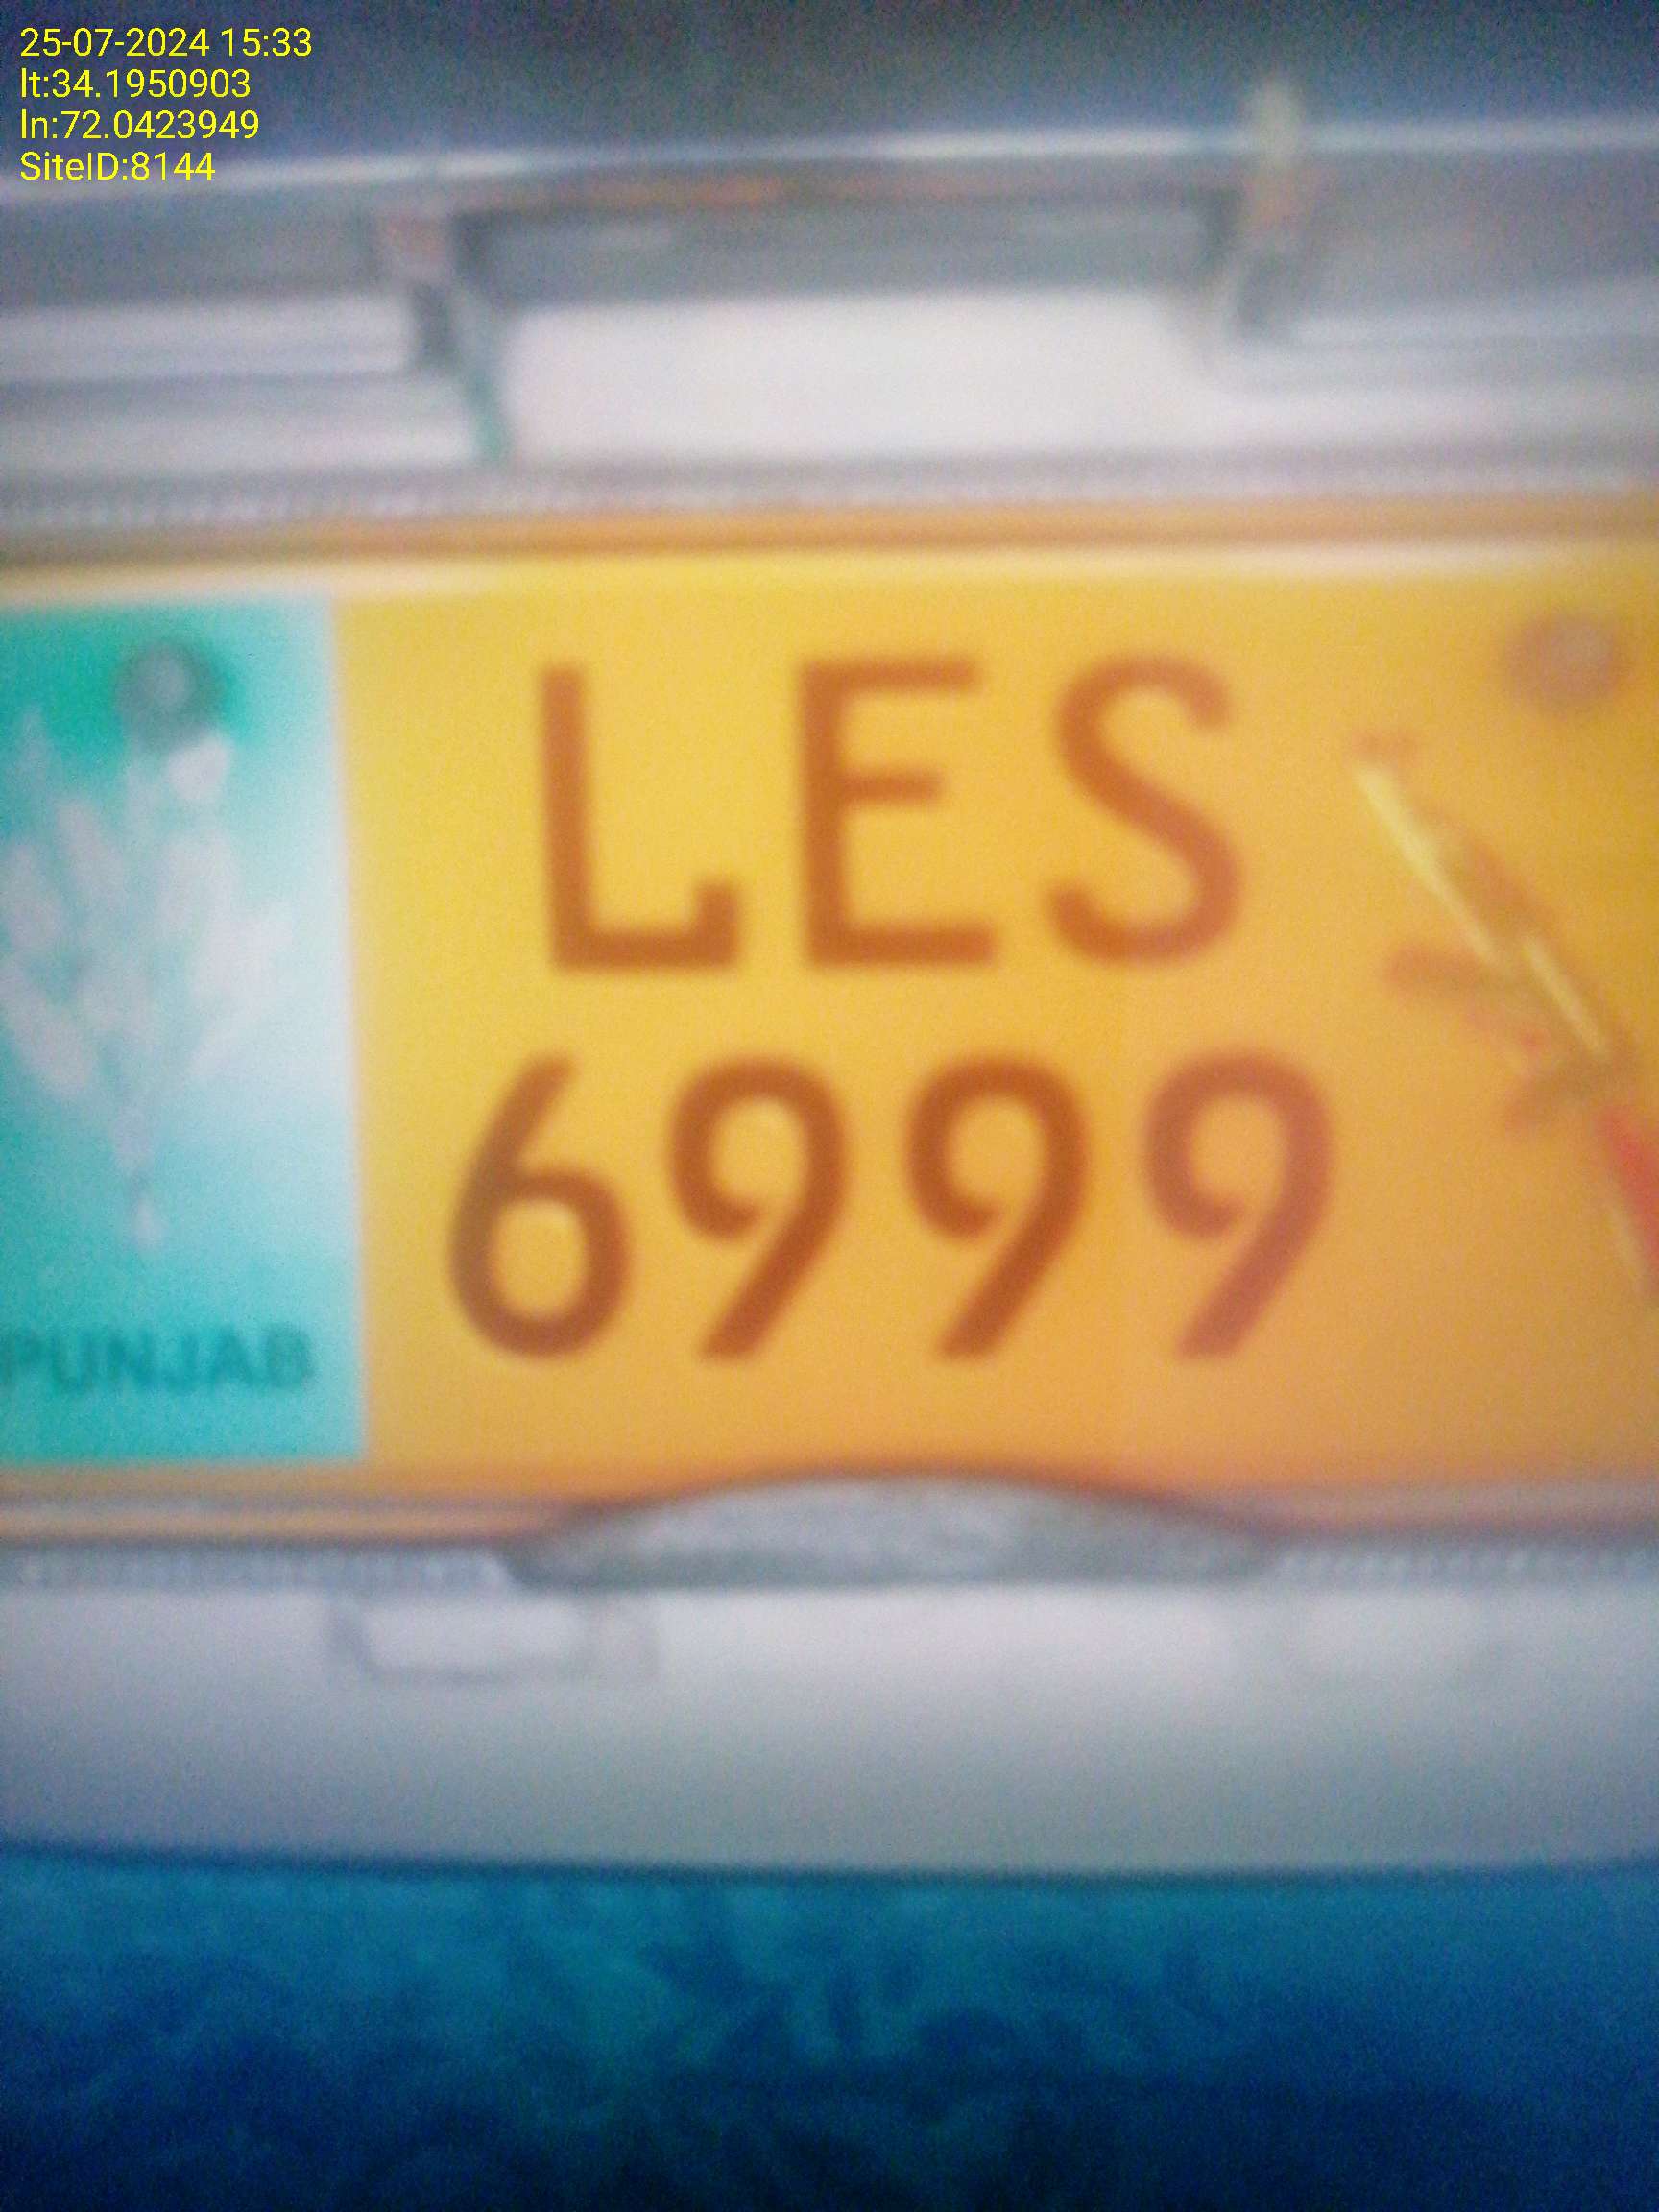 25-07-2024 15:33
lt:34.1950903
ln:72.0423949
SiteID:8144
LES
6999
PUNJAB